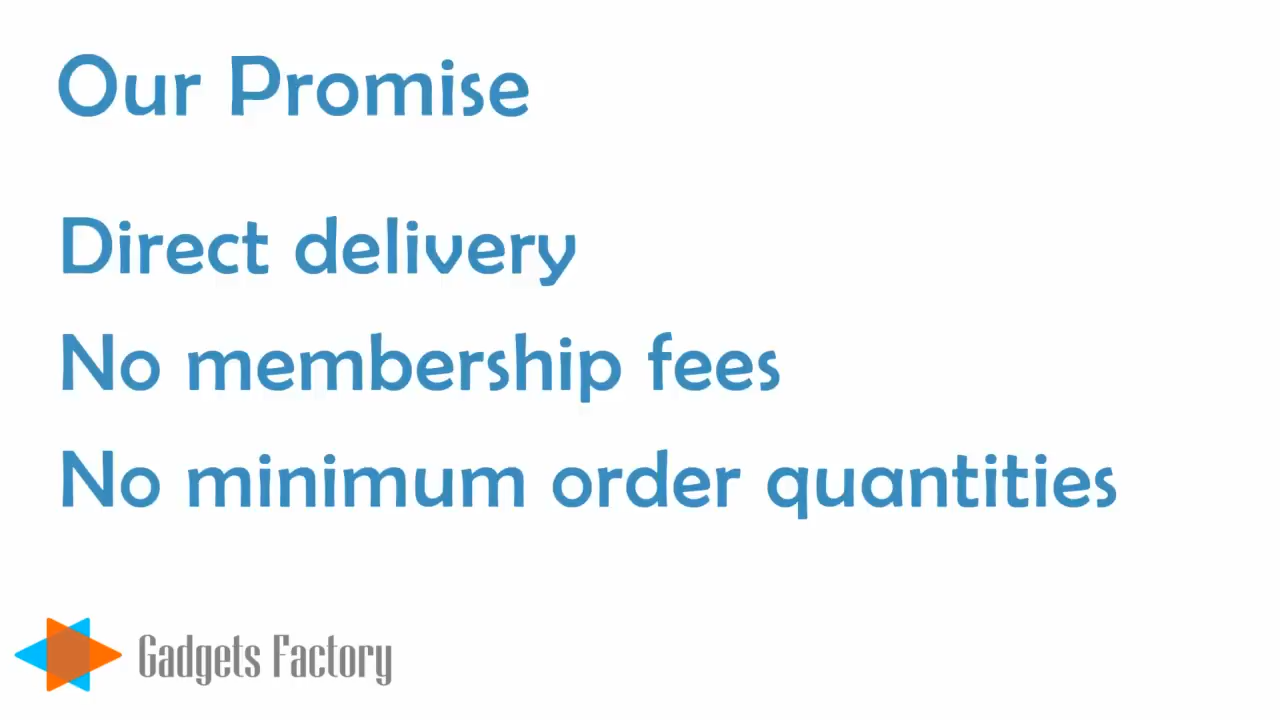 Our Promise
Direct delivery
No membership fees
No minimum order quantities
Gadgets Factory